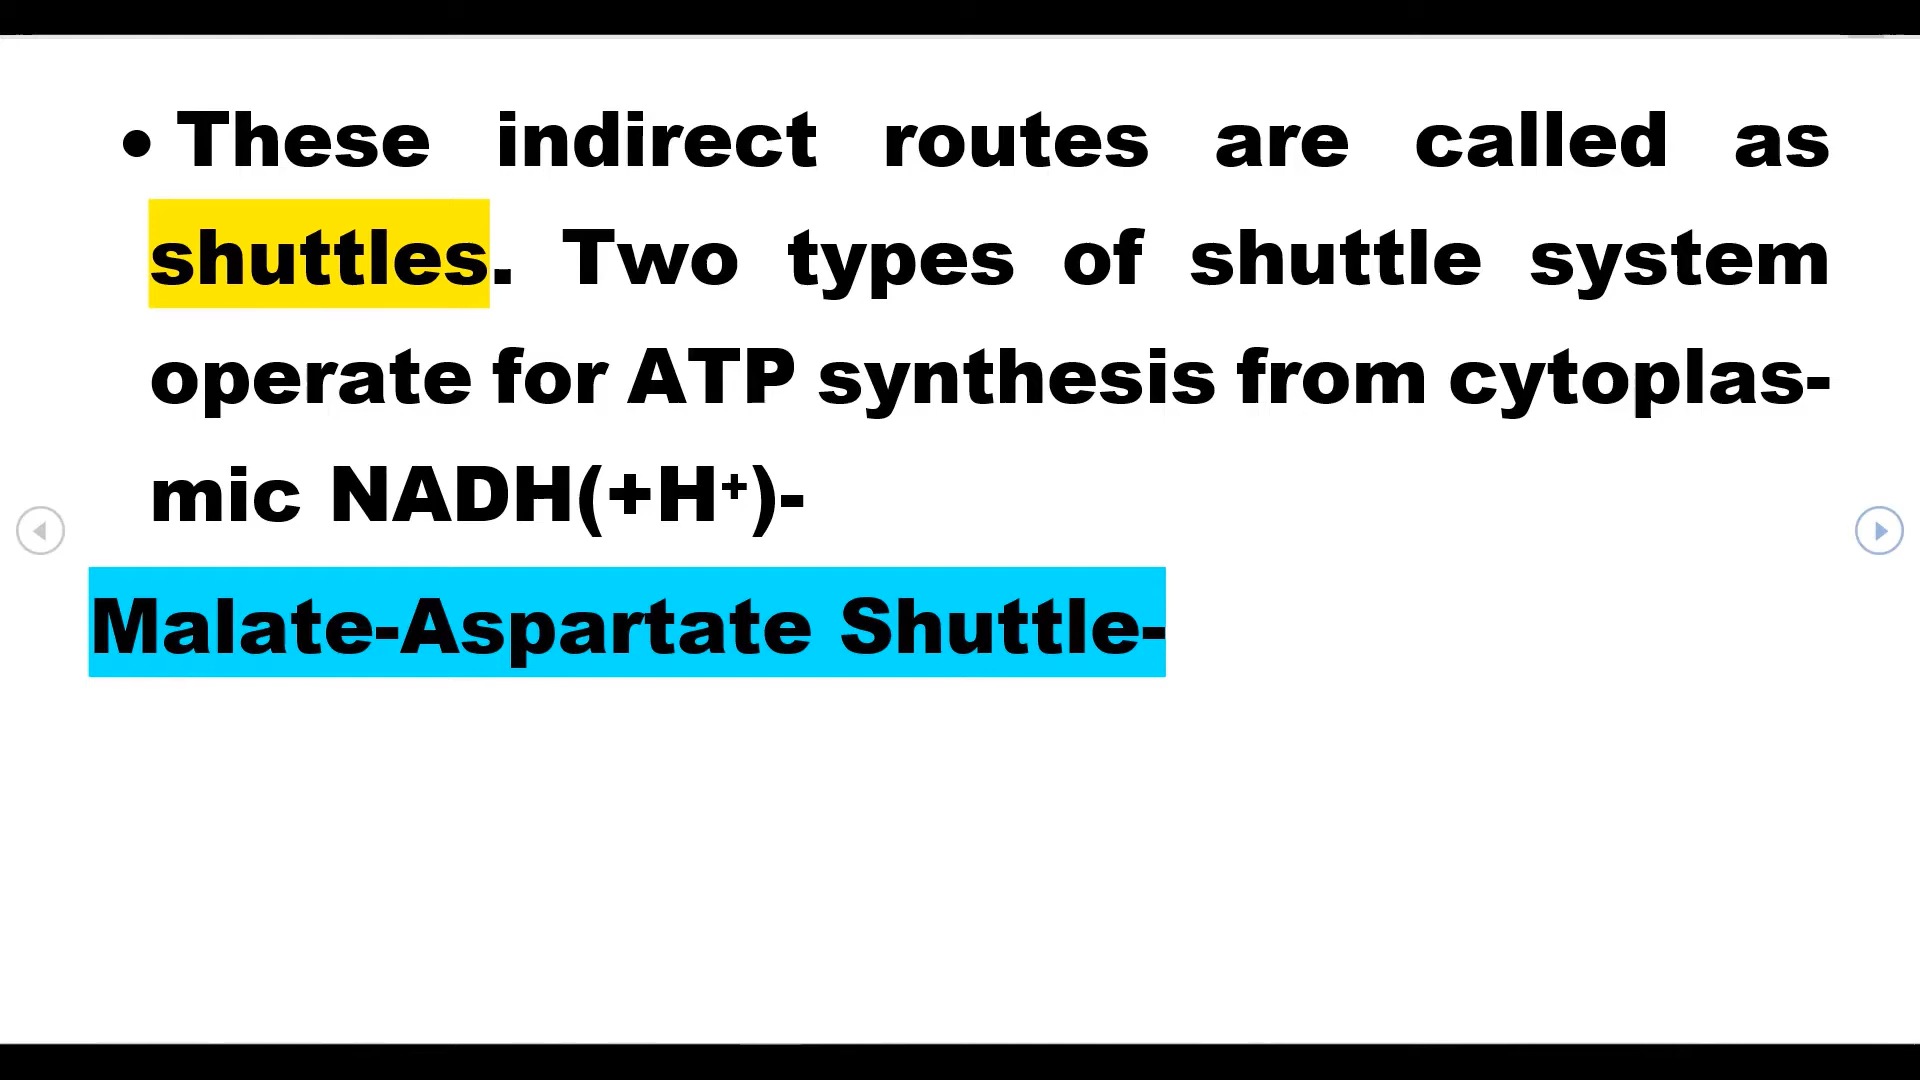 • These indirect routes are called as
shuttles. Two types of shuttle system
operate for ATP synthesis from cytoplas-
mic NADH(+H⁺)-
Malate-Aspartate Shuttle-